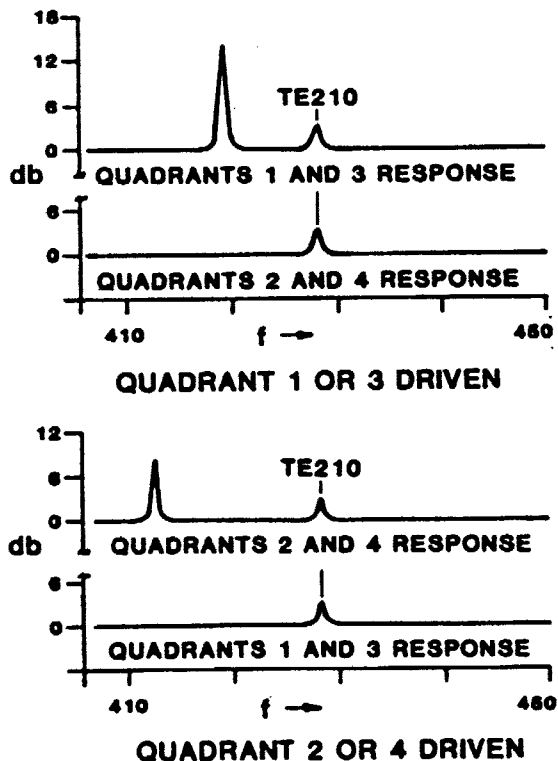 18
12
6
TE210
0
db
QUADRANTS 1 AND 3 RESPONSE
6
0
QUADRANTS 2 AND 4 RESPONSE
410 f → 450
QUADRANT 1 OR 3 DRIVEN
12
6
TE210
0
db
QUADRANTS 2 AND 4 RESPONSE
6
0
QUADRANTS 1 AND 3 RESPONSE
410 f → 450
QUADRANT 2 OR 4 DRIVEN